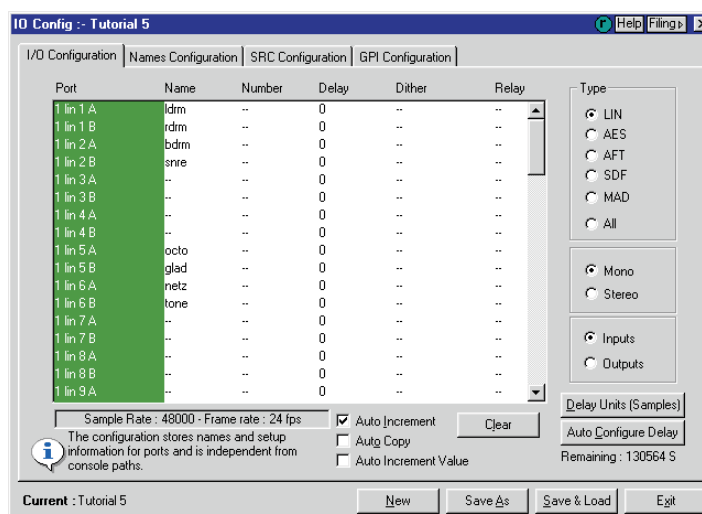 IO Config :- Tutorial 5
r Help Filing
I/O Configuration Names Configuration SRC Configuration GPI Configuration
Port Name Number Delay Dither Relay
1 lin 1 A ldrm -- 0 -- --
1 lin 1 B rdrm -- 0 -- --
1 lin 2 A bdrm -- 0 -- --
1 lin 2 B snre -- 0 -- --
1 lin 3 A -- -- 0 -- --
1 lin 3 B -- -- 0 -- --
1 lin 4 A -- -- 0 -- --
1 lin 4 B -- -- 0 -- --
1 lin 5 A octo -- 0 -- --
1 lin 5 B glad -- 0 -- --
1 lin 6 A netz -- 0 -- --
1 lin 6 B tone -- 0 -- --
1 lin 7 A -- -- 0 -- --
1 lin 7 B -- -- 0 -- --
1 lin 8 A -- -- 0 -- --
1 lin 8 B -- -- 0 -- --
1 lin 9 A -- -- 0 -- --
Type
LIN
AES
AFT
SDF
MAD
All
Mono
Stereo
Inputs
Outputs
Sample Rate : 48000 - Frame rate : 24 fps
The configuration stores names and setup
information for ports and is independent from
console paths.
Auto Increment
Auto Copy
Auto Increment Value
Clear
Delay Units (Samples)
Auto Configure Delay
Remaining : 130564 S
Current : Tutorial 5
New Save As Save & Load Exit